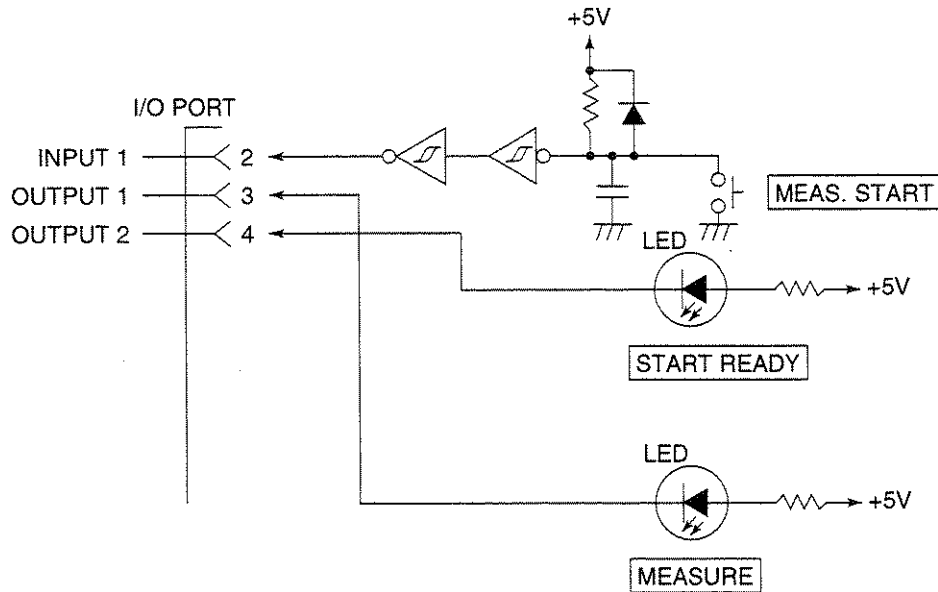 +5V
I/O PORT
INPUT 1
2
OUTPUT 1
3
MEAS. START
OUTPUT 2
4
LED
+5V
START READY
LED
+5V
MEASURE